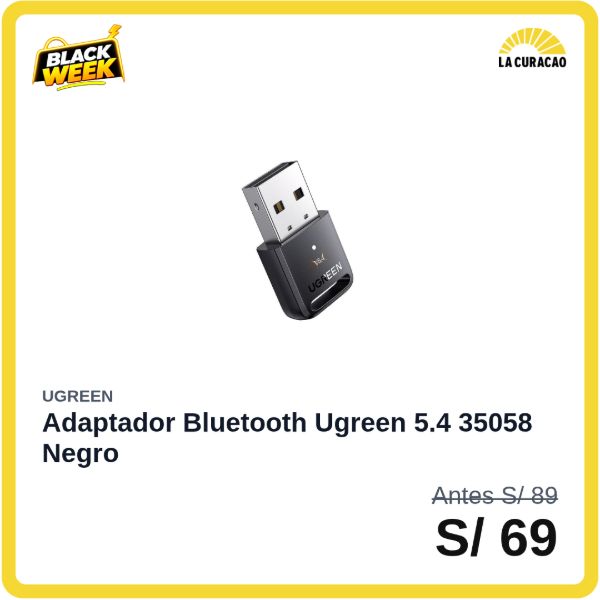 BLACK
WEEK
LA CURACAO
UGREEN
UGREEN
Adaptador Bluetooth Ugreen 5.4 35058
Negro
Antes S/ 89
S/ 69